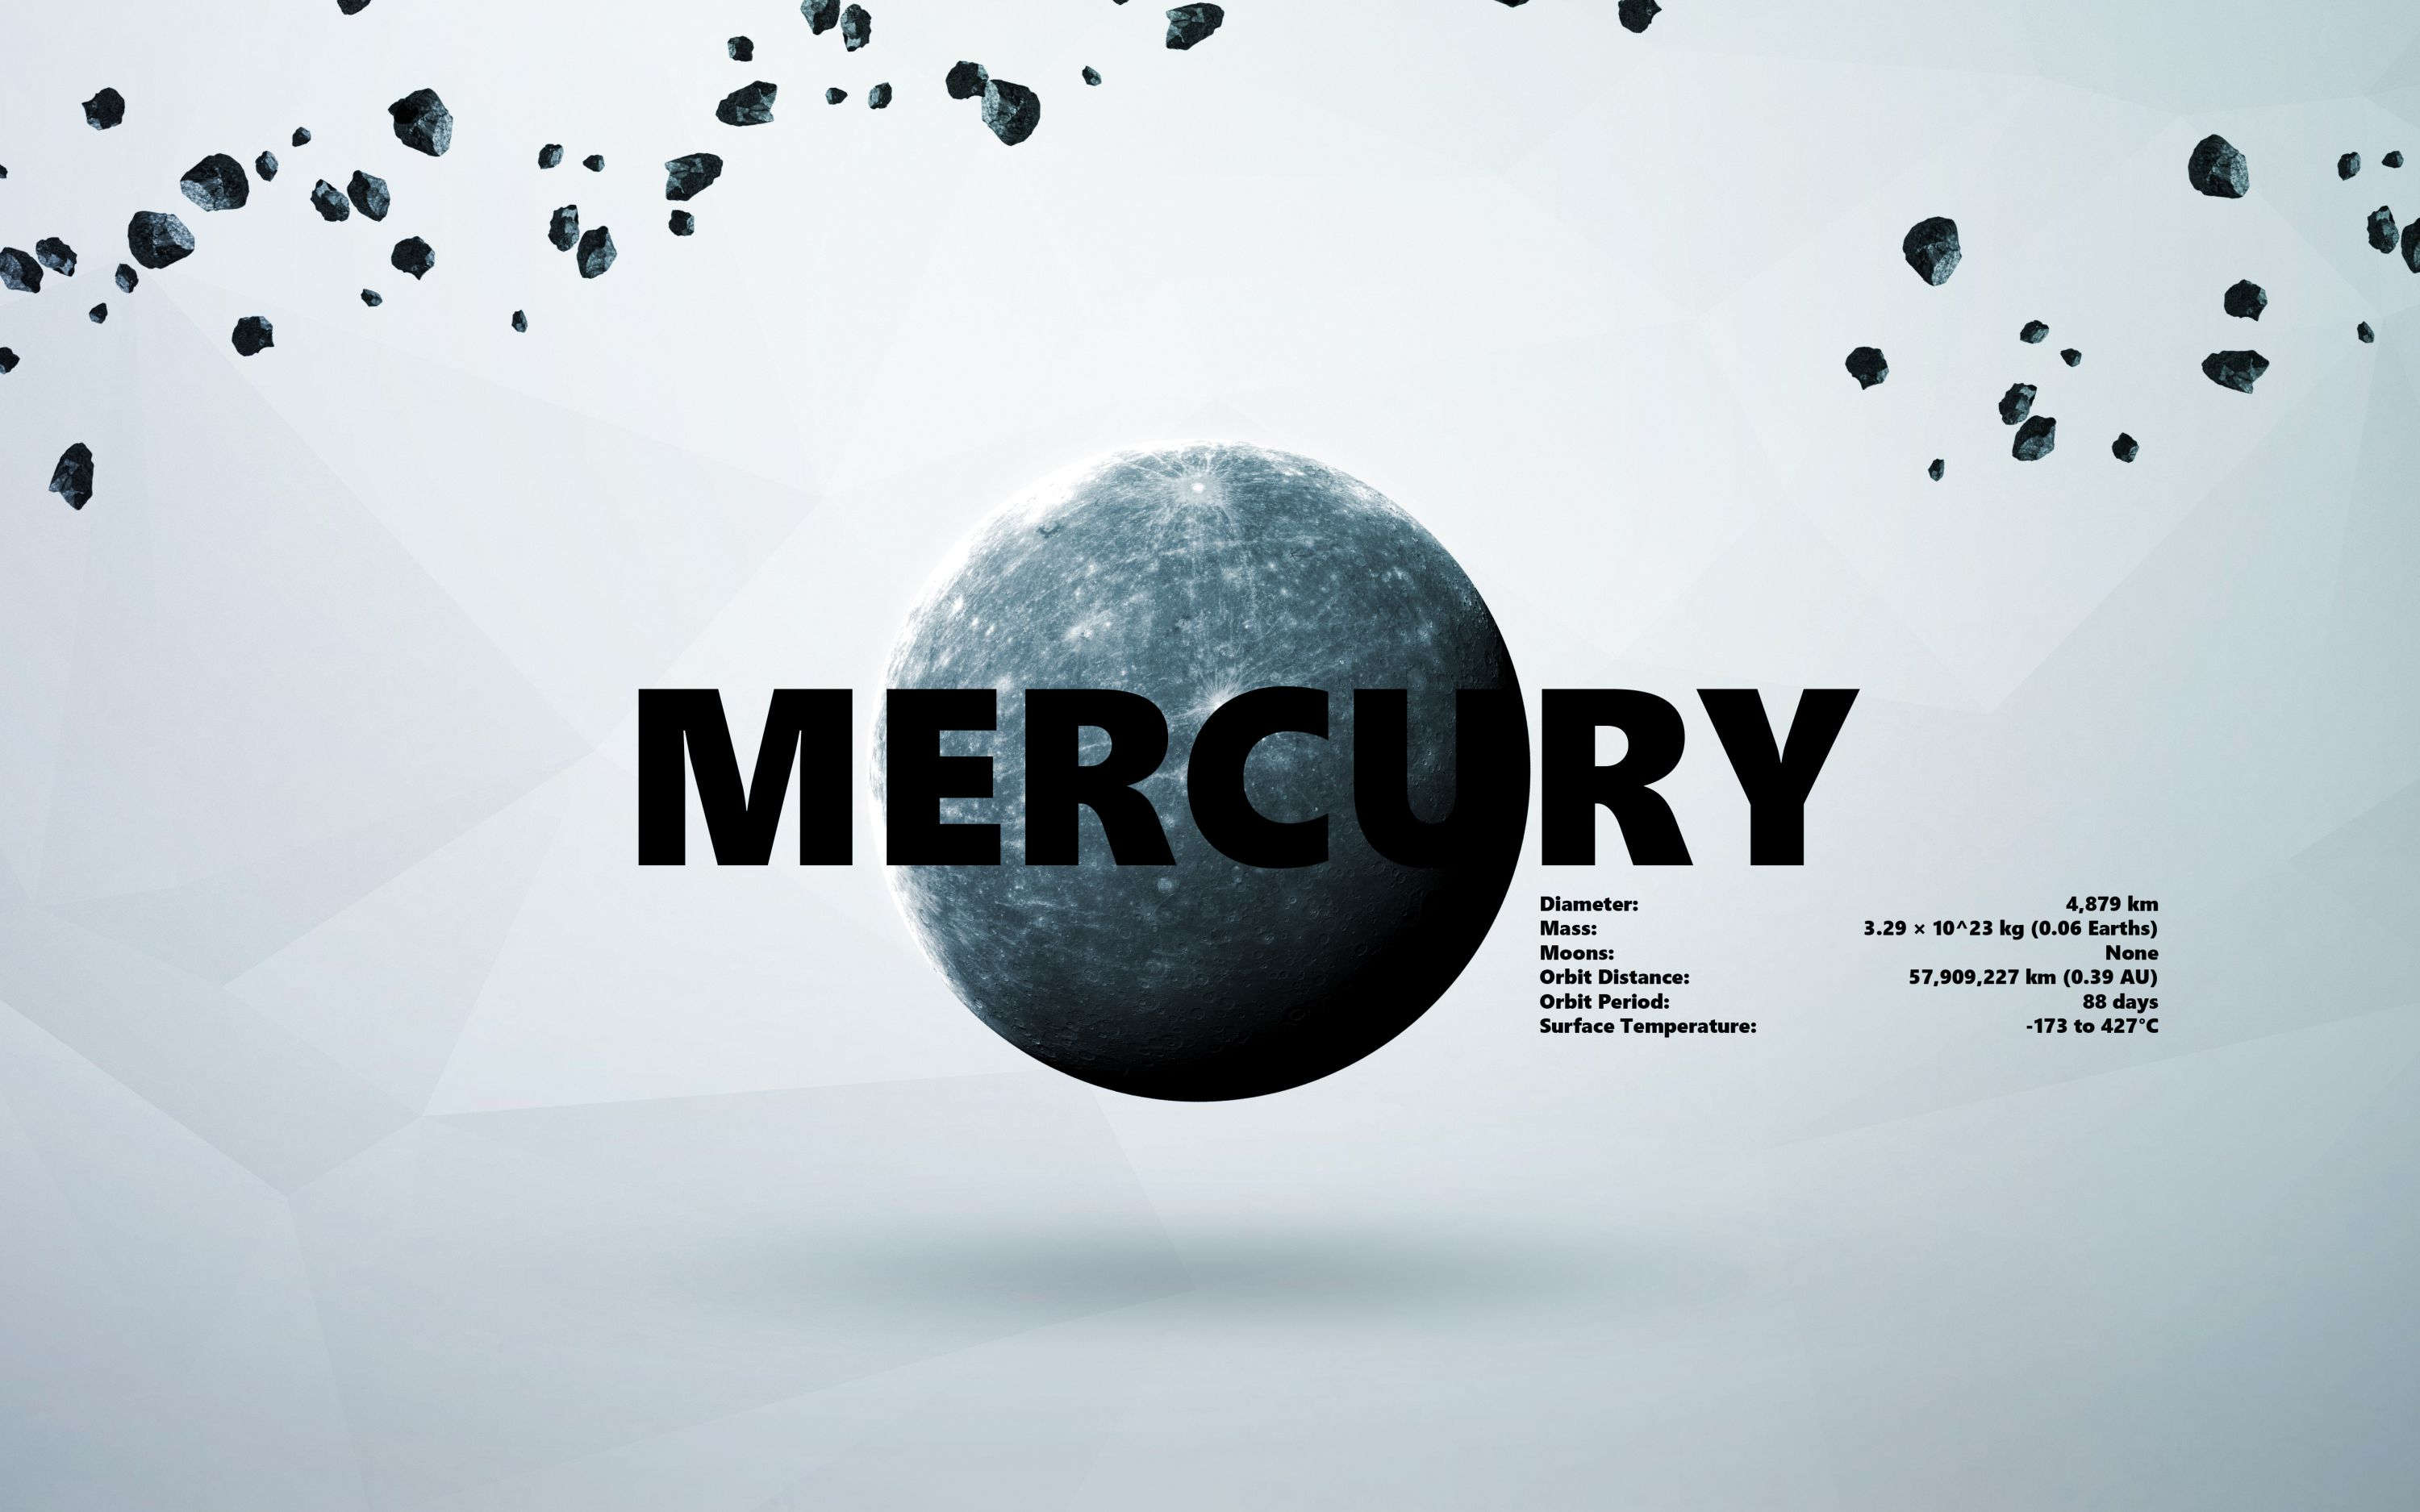 MERCURY
Diameter: 4,879 km
Mass: 3.29 × 10^23 kg (0.06 Earths)
Moons: None
Orbit Distance: 57,909,227 km (0.39 AU)
Orbit Period: 88 days
Surface Temperature: -173 to 427°C